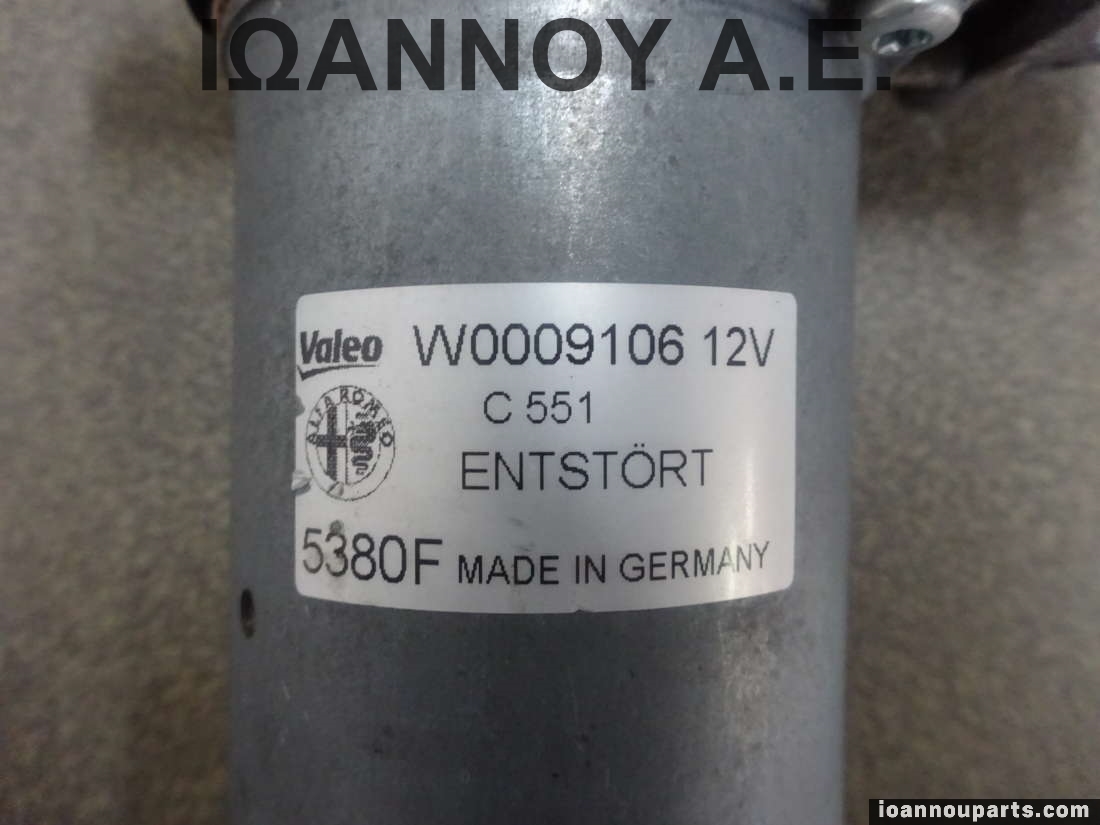 ΙΩΑΝΝΟΥ Α.Ε.
Valeo W0009106 12V
C 551
ALFA ROMEO
ENTSTÖRT
5380F MADE IN GERMANY
ioannouparts.com